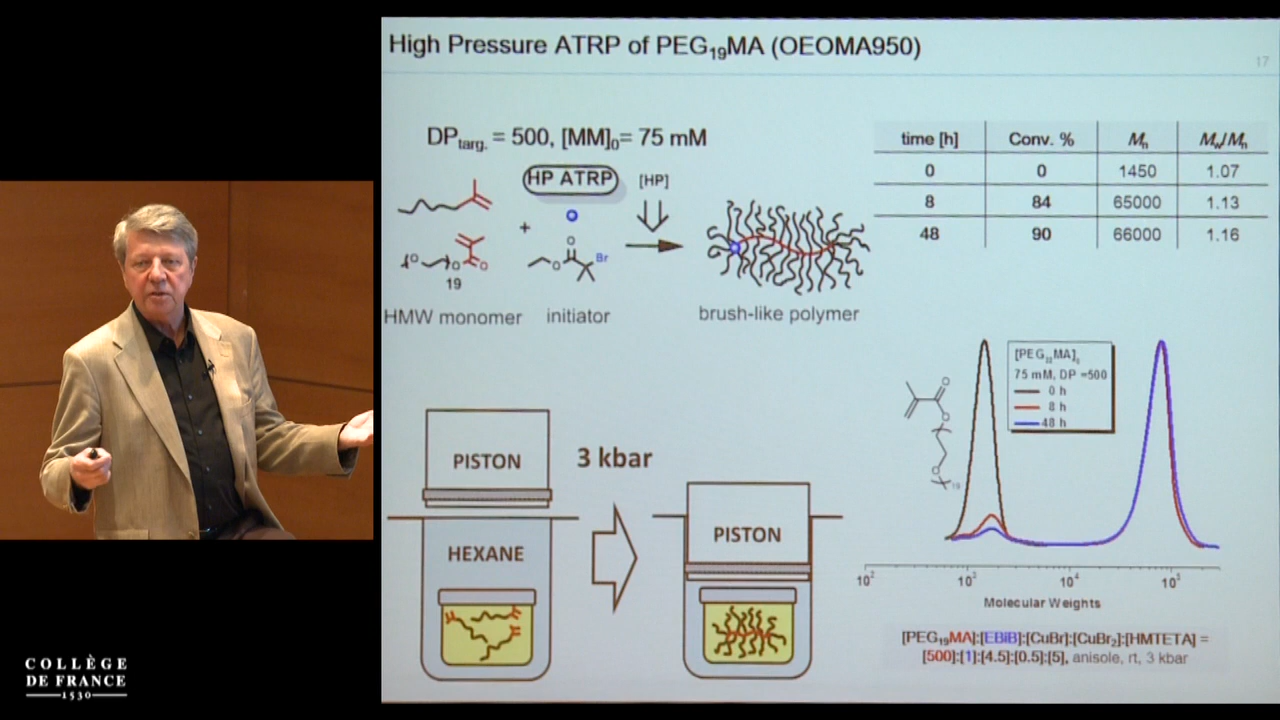 High Pressure ATRP of PEG₁₉MA (OEOMA950)
17
DPtarg. = 500, [MM]₀= 75 mM
HP ATRP
[HP]
+
O
O
Br
O
O
O
19
HMW monomer
initiator
brush-like polymer
time [h] Conv. % Mn Mw/Mn
0 0 1450 1.07
8 84 65000 1.13
48 90 66000 1.16
PISTON
3 kbar
HEXANE
PISTON
[PEG₁₉MA]₀
75 mM, DP =500
0 h
8 h
48 h
O
O
O
19
10² 10³ 10⁴ 10⁵
Molecular Weights
[PEG₁₉MA]:[EBiB]:[CuBr]:[CuBr₂]:[HMTETA] =
[500]:[1]:[4.5]:[0.5]:[5], anisole, rt, 3 kbar
COLLÈGE
DE FRANCE
1530